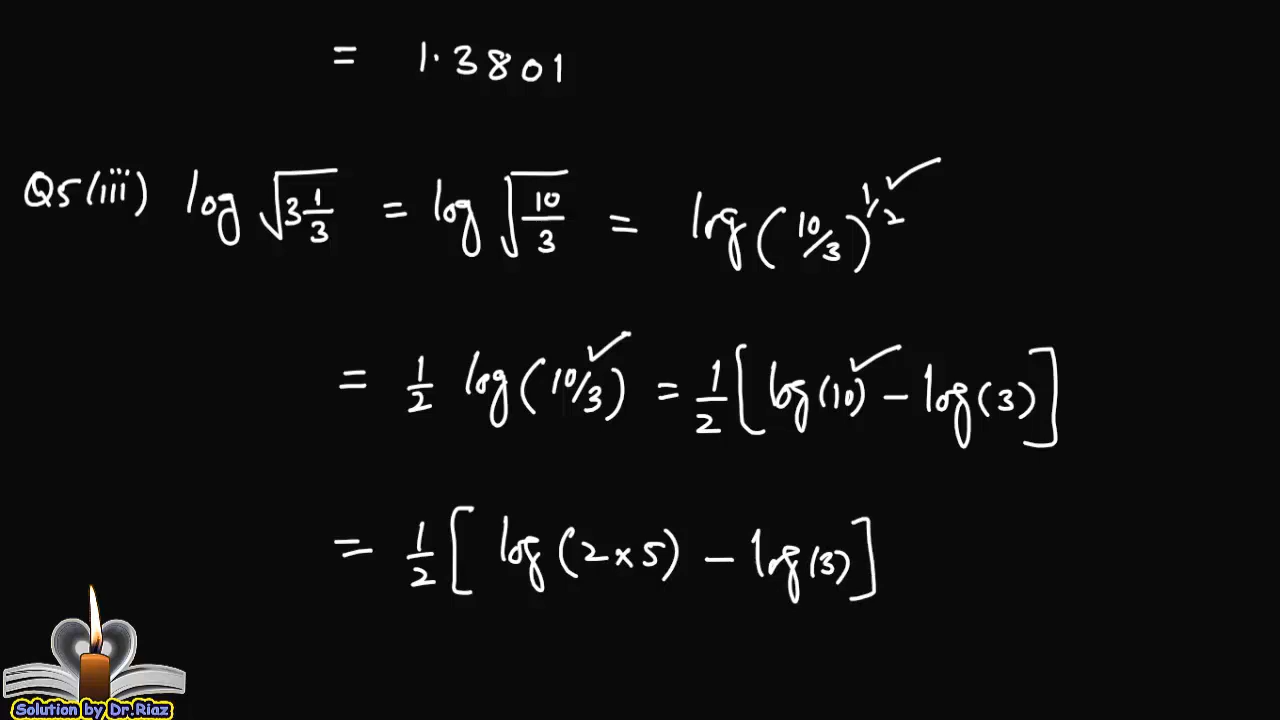 = 1.3801
Q5(iii) log √3 1/3 = log √10/3 = log (10/3)^1/2
= 1/2 log (10/3) = 1/2 [log (10) - log (3)]
= 1/2 [log (2 × 5) - log (3)]
Solution by Dr.Riaz